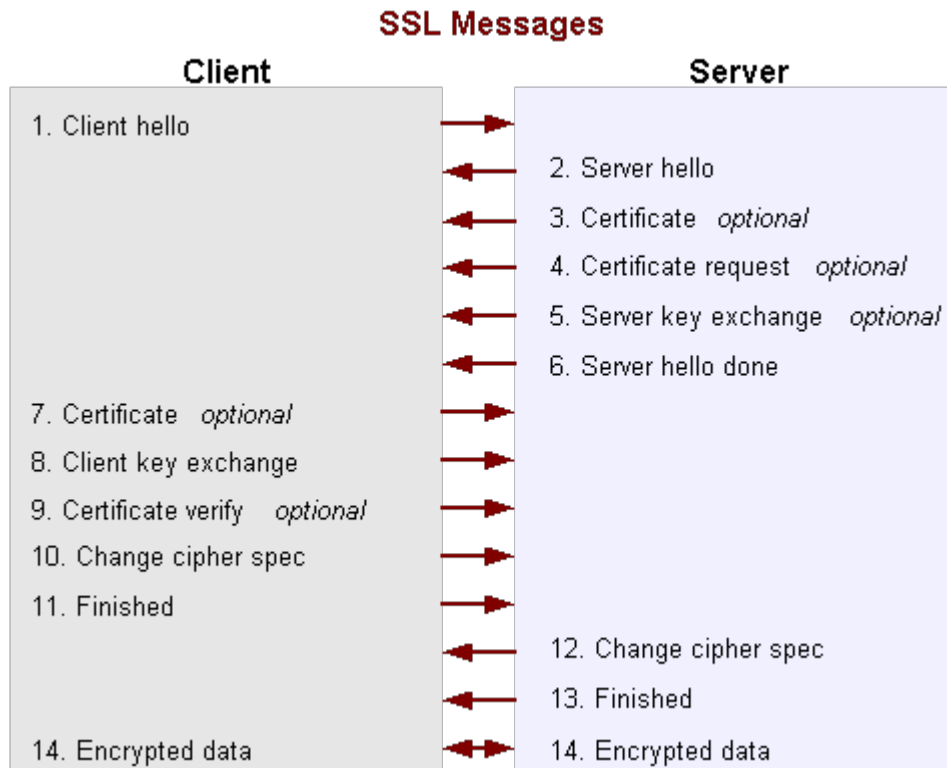 SSL Messages
Client Server
1. Client hello
2. Server hello
3. Certificate optional
4. Certificate request optional
5. Server key exchange optional
6. Server hello done
7. Certificate optional
8. Client key exchange
9. Certificate verify optional
10. Change cipher spec
11. Finished
12. Change cipher spec
13. Finished
14. Encrypted data 14. Encrypted data